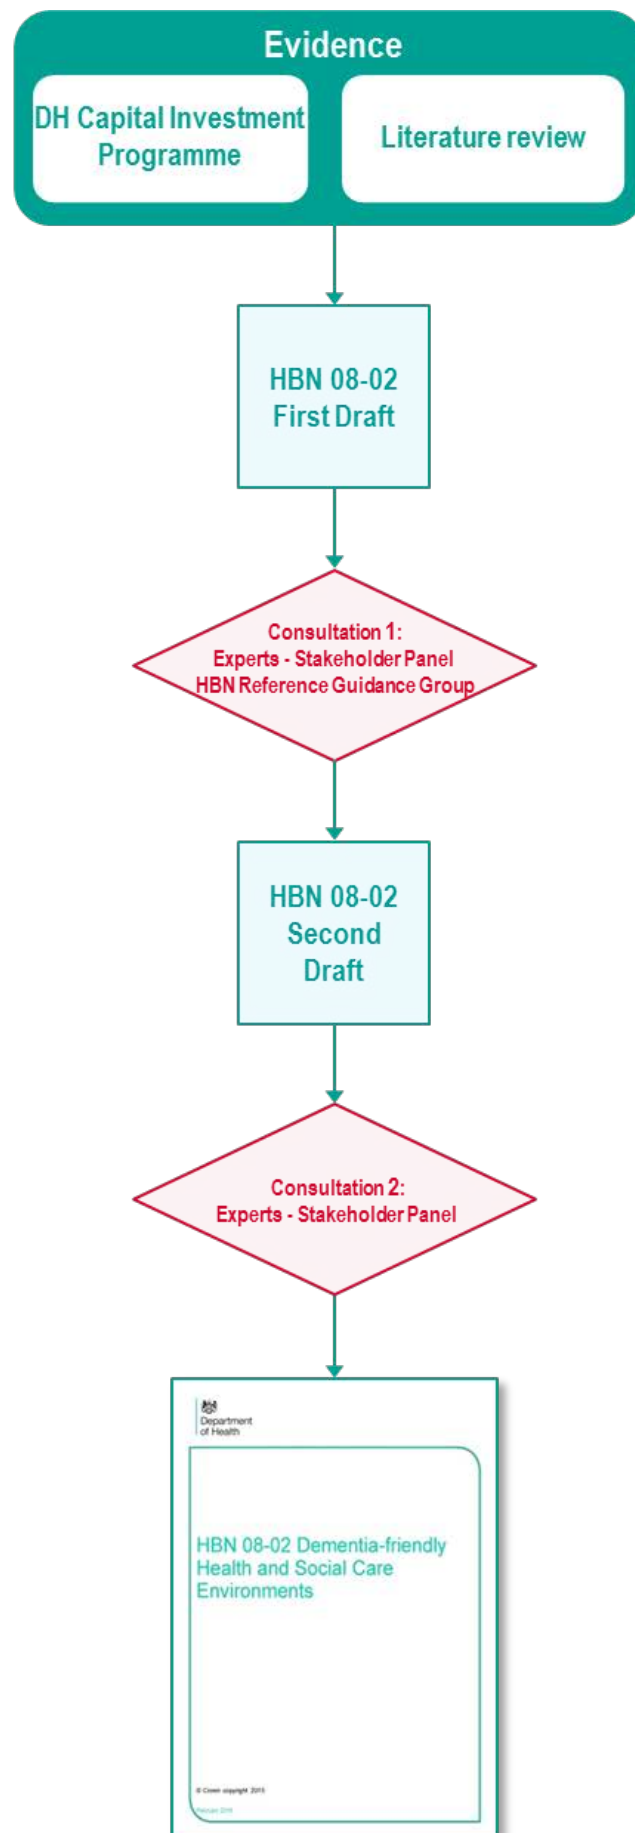 Evidence
DH Capital Investment
Programme
Literature review
HBN 08-02
First Draft
Consultation 1:
Experts - Stakeholder Panel
HBN Reference Guidance Group
HBN 08-02
Second
Draft
Consultation 2:
Experts - Stakeholder Panel
Department
of Health
HBN 08-02 Dementia-friendly
Health and Social Care
Environments
© Crown copyright